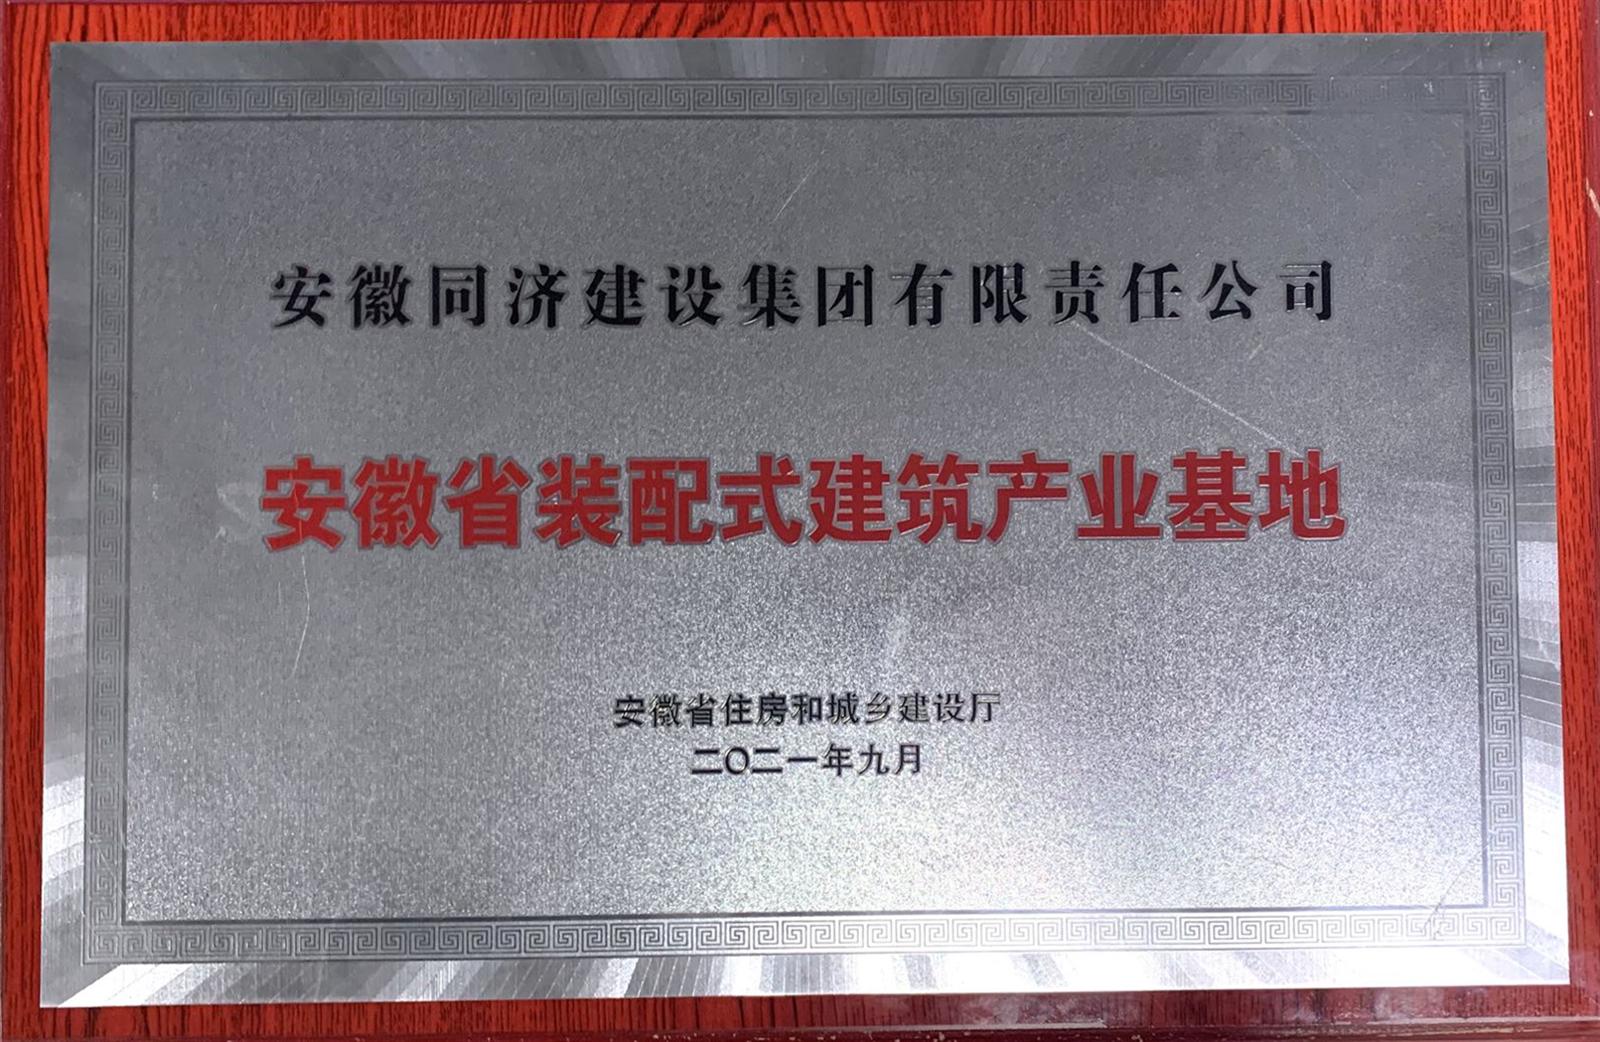 安徽同济建设集团有限责任公司
安徽省装配式建筑产业基地
安徽省住房和城乡建设厅
二〇二一年九月